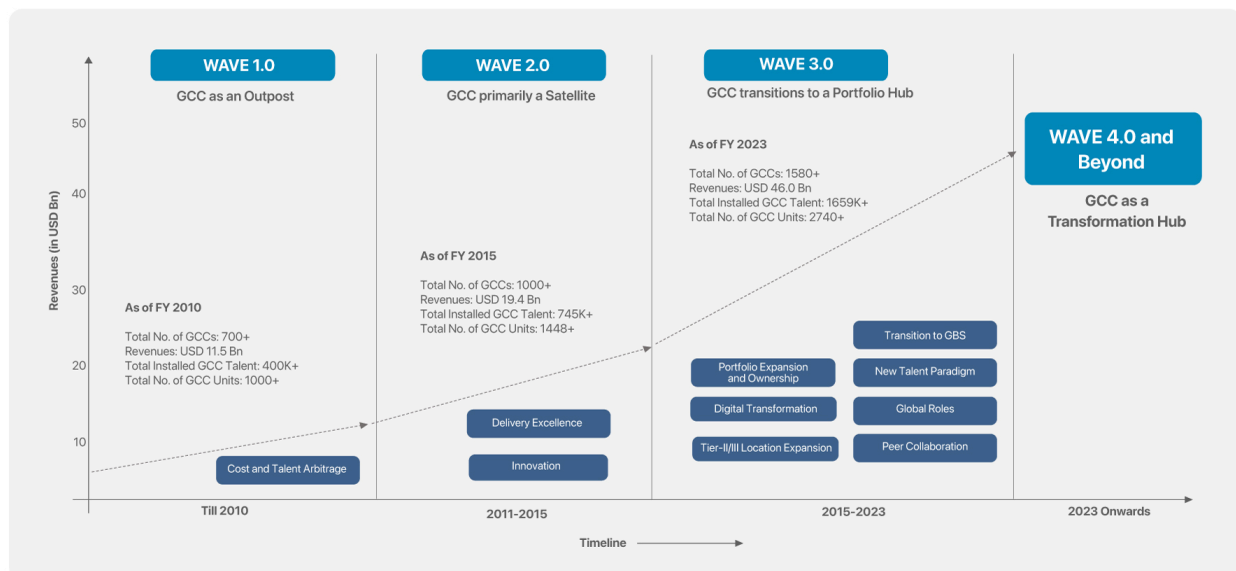 WAVE 1.0
GCC as an Outpost
WAVE 2.0
GCC primarily a Satellite
WAVE 3.0
GCC transitions to a Portfolio Hub
WAVE 4.0 and
Beyond
GCC as a
Transformation Hub
Revenues (in USD Bn)
50
40
30
20
10
As of FY 2010
Total No. of GCCs: 700+
Revenues: USD 11.5 Bn
Total Installed GCC Talent: 400K+
Total No. of GCC Units: 1000+
Cost and Talent Arbitrage
As of FY 2015
Total No. of GCCs: 1000+
Revenues: USD 19.4 Bn
Total Installed GCC Talent: 745K+
Total No. of GCC Units: 1448+
Delivery Excellence
Innovation
As of FY 2023
Total No. of GCCs: 1580+
Revenues: USD 46.0 Bn
Total Installed GCC Talent: 1659K+
Total No. of GCC Units: 2740+
Portfolio Expansion
and Ownership
Digital Transformation
Tier-II/III Location Expansion
Transition to GBS
New Talent Paradigm
Global Roles
Peer Collaboration
Till 2010
2011-2015
2015-2023
2023 Onwards
Timeline